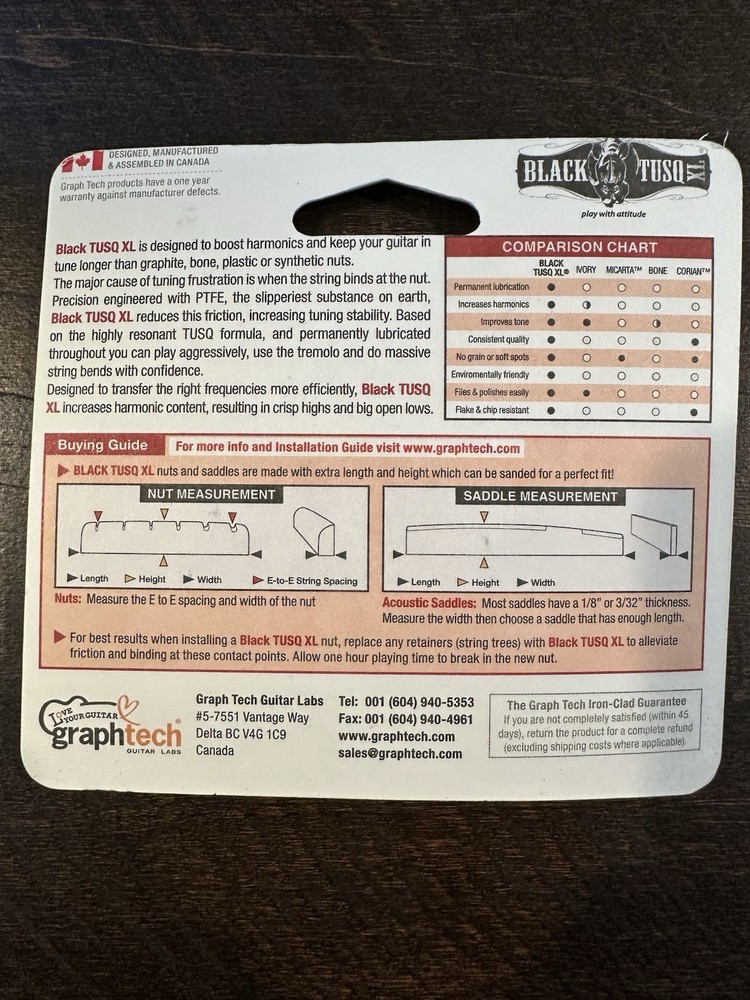 DESIGNED, MANUFACTURED
& ASSEMBLED IN CANADA
Graph Tech products have a one year
warranty against manufacturer defects.
BLACK TUSQ XL
play with attitude
Black TUSQ XL is designed to boost harmonics and keep your guitar in
tune longer than graphite, bone, plastic or synthetic nuts.
The major cause of tuning frustration is when the string binds at the nut.
Precision engineered with PTFE, the slipperiest substance on earth,
Black TUSQ XL reduces this friction, increasing tuning stability. Based
on the highly resonant TUSQ formula, and permanently lubricated
throughout you can play aggressively, use the tremolo and do massive
string bends with confidence.
Designed to transfer the right frequencies more efficiently, Black TUSQ
XL increases harmonic content, resulting in crisp highs and big open lows.
COMPARISON CHART
BLACK TUSQ XL® IVORY MICARTA™ BONE CORIAN™
Permanent lubrication
Increases harmonics
Improves tone
Consistent quality
No grain or soft spots
Enviromentally friendly
Files & polishes easily
Flake & chip resistant
Buying Guide For more info and Installation Guide visit www.graphtech.com
BLACK TUSQ XL nuts and saddles are made with extra length and height which can be sanded for a perfect fit!
NUT MEASUREMENT
Length Height Width E-to-E String Spacing
Nuts: Measure the E to E spacing and width of the nut
SADDLE MEASUREMENT
Length Height Width
Acoustic Saddles: Most saddles have a 1/8" or 3/32" thickness.
Measure the width then choose a saddle that has enough length.
For best results when installing a Black TUSQ XL nut, replace any retainers (string trees) with Black TUSQ XL to alleviate
friction and binding at these contact points. Allow one hour playing time to break in the new nut.
LOVE YOUR GUITAR
graphtech®
GUITAR LABS
Graph Tech Guitar Labs
#5-7551 Vantage Way
Delta BC V4G 1C9
Canada
Tel: 001 (604) 940-5353
Fax: 001 (604) 940-4961
www.graphtech.com
sales@graphtech.com
The Graph Tech Iron-Clad Guarantee
If you are not completely satisfied (within 45
days), return the product for a complete refund
(excluding shipping costs where applicable).